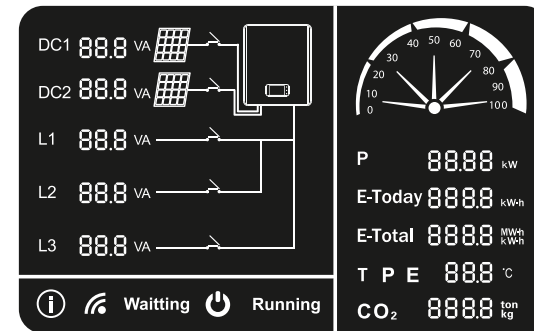 DC1 88.8 VA
DC2 88.8 VA
L1 88.8 VA
L2 88.8 VA
L3 88.8 VA
i Waitting Running
0 10 20 30 40 50 60 70 80 90 100
P 88.88 kW
E-Today 888.8 kW·h
E-Total 888.8 MW·h kW·h
T P E 88.8 °C
CO₂ 888.8 ton kg